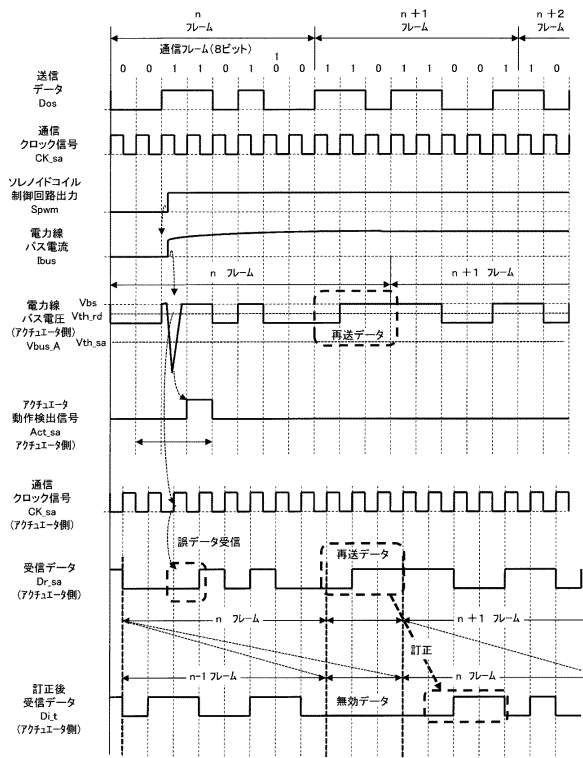 n
フレーム
n +1
フレーム
n +2
フレーム
通信フレーム(8ビット)
1
0 0 1 1 0 1 0 0 1 1 0 1 1 0 0 1 1 0
送信
データ
Dos
通信
クロック信号
CK_sa
ソレノイドコイル
制御回路出力
Spwm
電力線
バス電流
Ibus
n フレーム
n +1 フレーム
電力線
バス電圧
(アクチュエータ側)
Vbus_A
Vbs
Vth_rd
Vth_sa
再送データ
アクチュエータ
動作検出信号
Act_sa
アクチュエータ側)
通信
クロック信号
CK_sa
(アクチュエータ側)
誤データ受信
再送データ
受信データ
Dr_sa
(アクチュエータ側)
n フレーム
n +1 フレーム
訂正
n-1 フレーム
n フレーム
訂正後
受信データ
Di_t
(アクチュエータ側)
無効データ